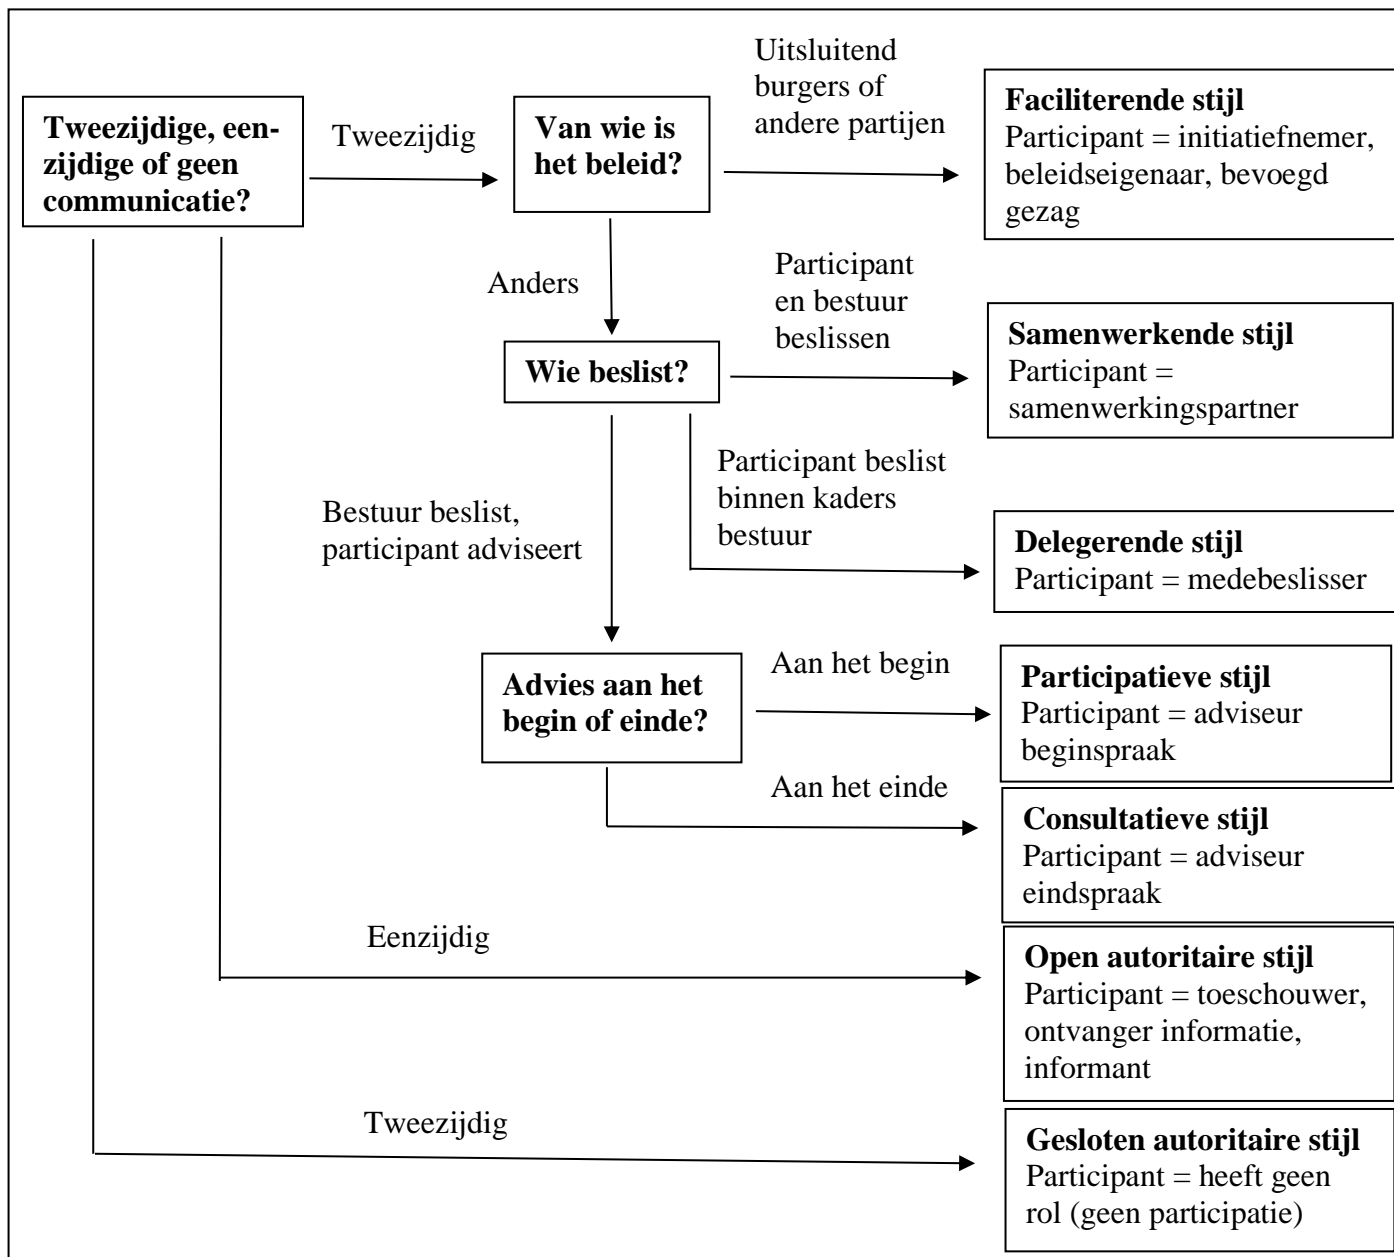 Tweezijdige, een-
zijdige of geen
communicatie?
Tweezijdig
Van wie is
het beleid?
Uitsluitend
burgers of
andere partijen
Faciliterende stijl
Participant = initiatiefnemer,
beleidseigenaar, bevoegd
gezag
Anders
Wie beslist?
Participant
en bestuur
beslissen
Samenwerkende stijl
Participant =
samenwerkingspartner
Bestuur beslist,
participant adviseert
Participant beslist
binnen kaders
bestuur
Delegerende stijl
Participant = medebeslisser
Advies aan het
begin of einde?
Aan het begin
Participatieve stijl
Participant = adviseur
beginspraak
Aan het einde
Consultatieve stijl
Participant = adviseur
eindspraak
Eenzijdig
Open autoritaire stijl
Participant = toeschouwer,
ontvanger informatie,
informant
Tweezijdig
Gesloten autoritaire stijl
Participant = heeft geen
rol (geen participatie)